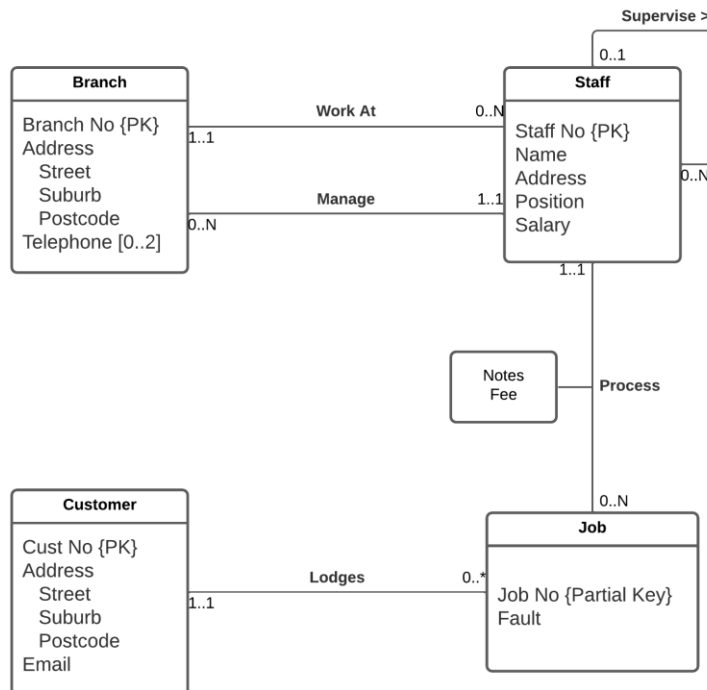 Supervise >
0..1
Branch
Staff
Work At
0..N
1..1
Branch No {PK}
Address
Street
Suburb
Postcode
Telephone [0..2]
Staff No {PK}
Name
Address
Position
Salary
0..N
Manage
1..1
0..N
1..1
Notes
Fee
Process
0..N
Customer
Job
Cust No {PK}
Address
Street
Suburb
Postcode
Email
Lodges
0..*
1..1
Job No {Partial Key}
Fault